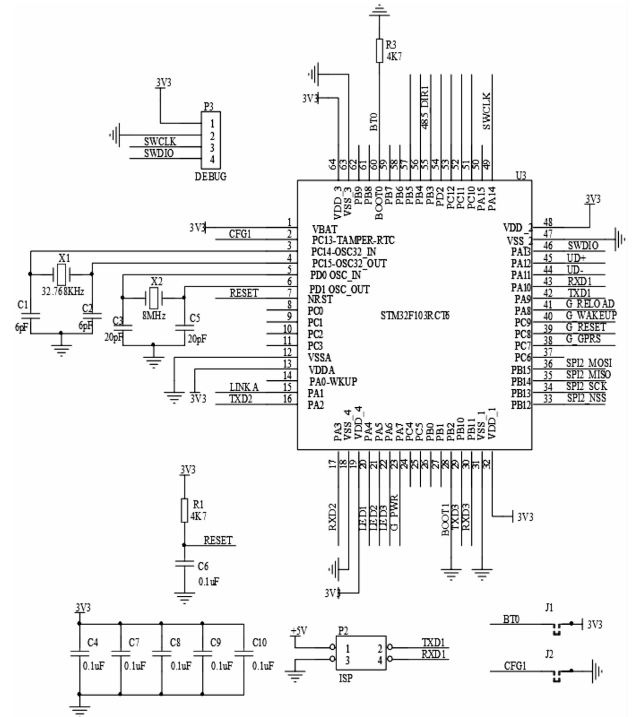 R3
4K7
3V3
BT0
485_DIR1
SWCLK
3V3
P3
1
2
SWCLK 3
SWDIO 4
DEBUG
64 63 62 61 60 59 58 57 56 55 54 53 52 51 50 49
VDD_3 VSS_3 PB9 PB8 BOOT0 PB7 PB6 PB5 PB4 PB3 PD2 PC12 PC11 PC10 PA15 PA14
U3
STM32F103RCT6
3V3 1 VBAT
CFG1 2 PC13-TAMPER-RTC
3 PC14-OSC32_IN
4 PC15-OSC32_OUT
5 PD0 OSC_IN
6 PD1 OSC_OUT
RESET 7 NRST
8 PC0
9 PC1
10 PC2
11 PC3
12 VSSA
3V3 13 VDDA
14 PA0-WKUP
LINKA 15 PA1
TXD2 16 PA2
VDD_2 48 3V3
VSS_2 47
PA13 46 SWDIO
PA12 45 UD+
PA11 44 UD-
PA10 43 RXD1
PA9 42 TXD1
PA8 41 G_RELOAD
PC9 40 G_WAKEUP
PC8 39 G_RESET
PC7 38 G_GPRS
PC6 37
PB15 36 SPI2_MOSI
PB14 35 SPI2_MISO
PB13 34 SPI2_SCK
PB12 33 SPI2_NSS
X1
32.768KHz
C1
6pF
C2
6pF
X2
8MHz
C3
20pF
C5
20pF
PA3 VSS_4 VDD_4 PA4 PA5 PA6 PA7 PC4 PC5 PB0 PB1 PB2 PB10 PB11 VSS_1 VDD_1
17 18 19 20 21 22 23 24 25 26 27 28 29 30 31 32
RXD2
3V3
LED1
LED2
LED3
G_PWR
BOOT1
TXD3
RXD3
3V3
3V3
R1
4K7
RESET
C6
0.1uF
3V3
C4 C7 C8 C9 C10
0.1uF 0.1uF 0.1uF 0.1uF 0.1uF
+5V
P2
1 2 TXD1
3 4 RXD1
ISP
J1
BT0 3V3
J2
CFG1